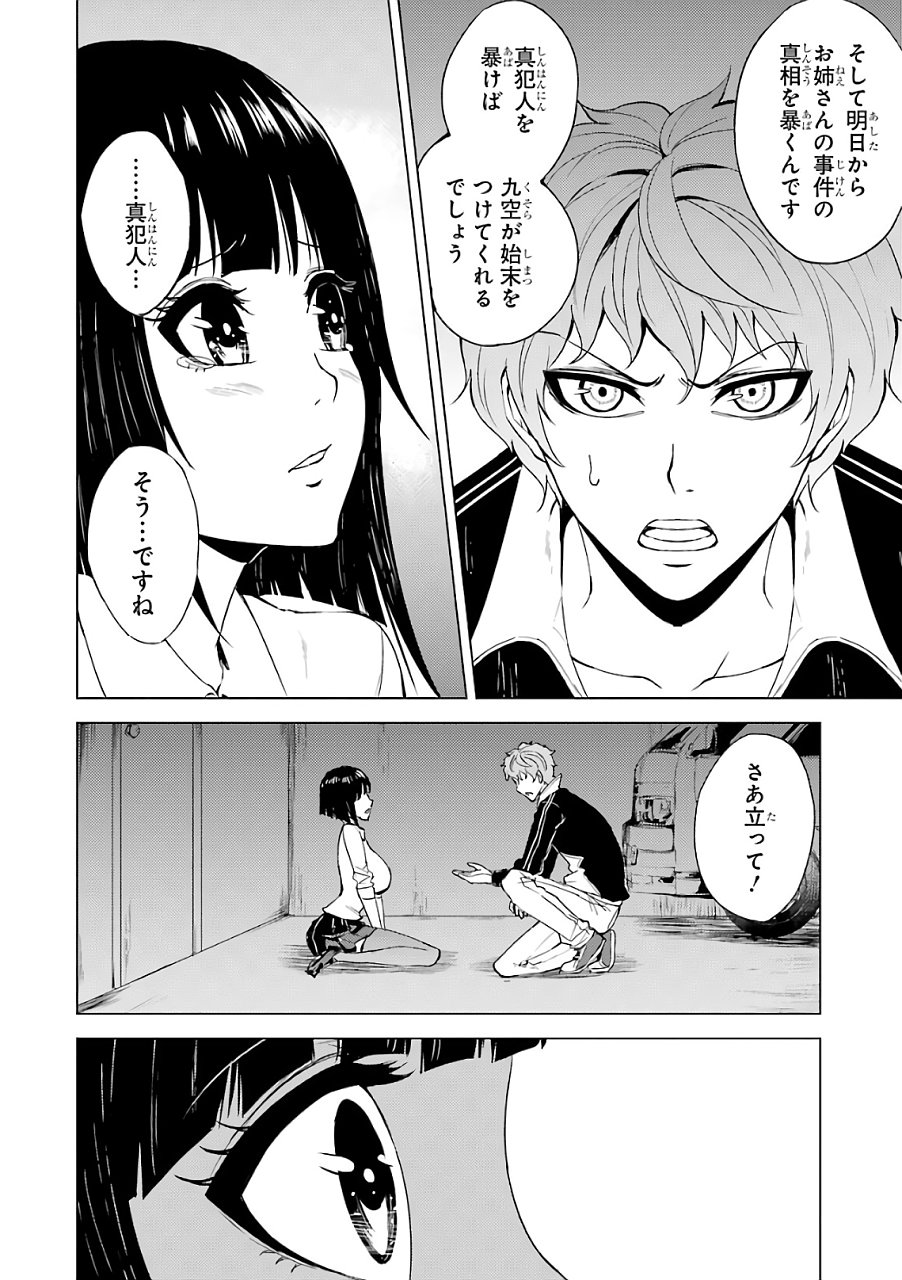 そして明日から
お姉さんの事件の
真相を暴くんです
真犯人を
暴けば
九空が始末を
つけてくれる
でしょう
……真犯人…
そう…ですね
さあ立って！